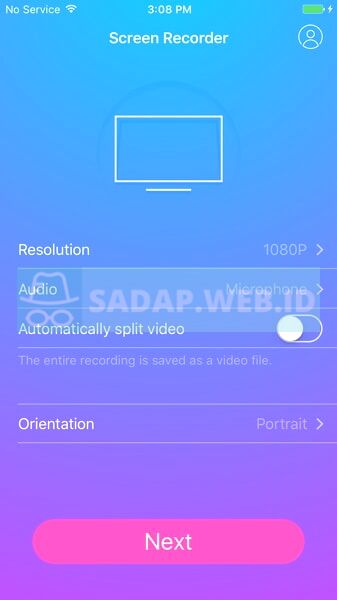 No Service 3:08 PM
Screen Recorder
Resolution 1080P
Audio Microphone
SADAP.WEB.ID
Automatically split video
The entire recording is saved as a video file.
Orientation Portrait
Next